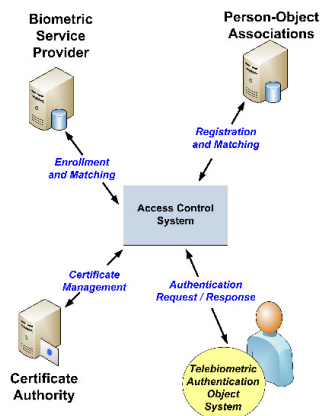 Biometric
Service
Provider
Person-Object
Associations
Enrollment
and Matching
Registration
and Matching
Access Control
System
Certificate
Management
Authentication
Request / Response
Certificate
Authority
Telebiometric
Authentication
Object
System